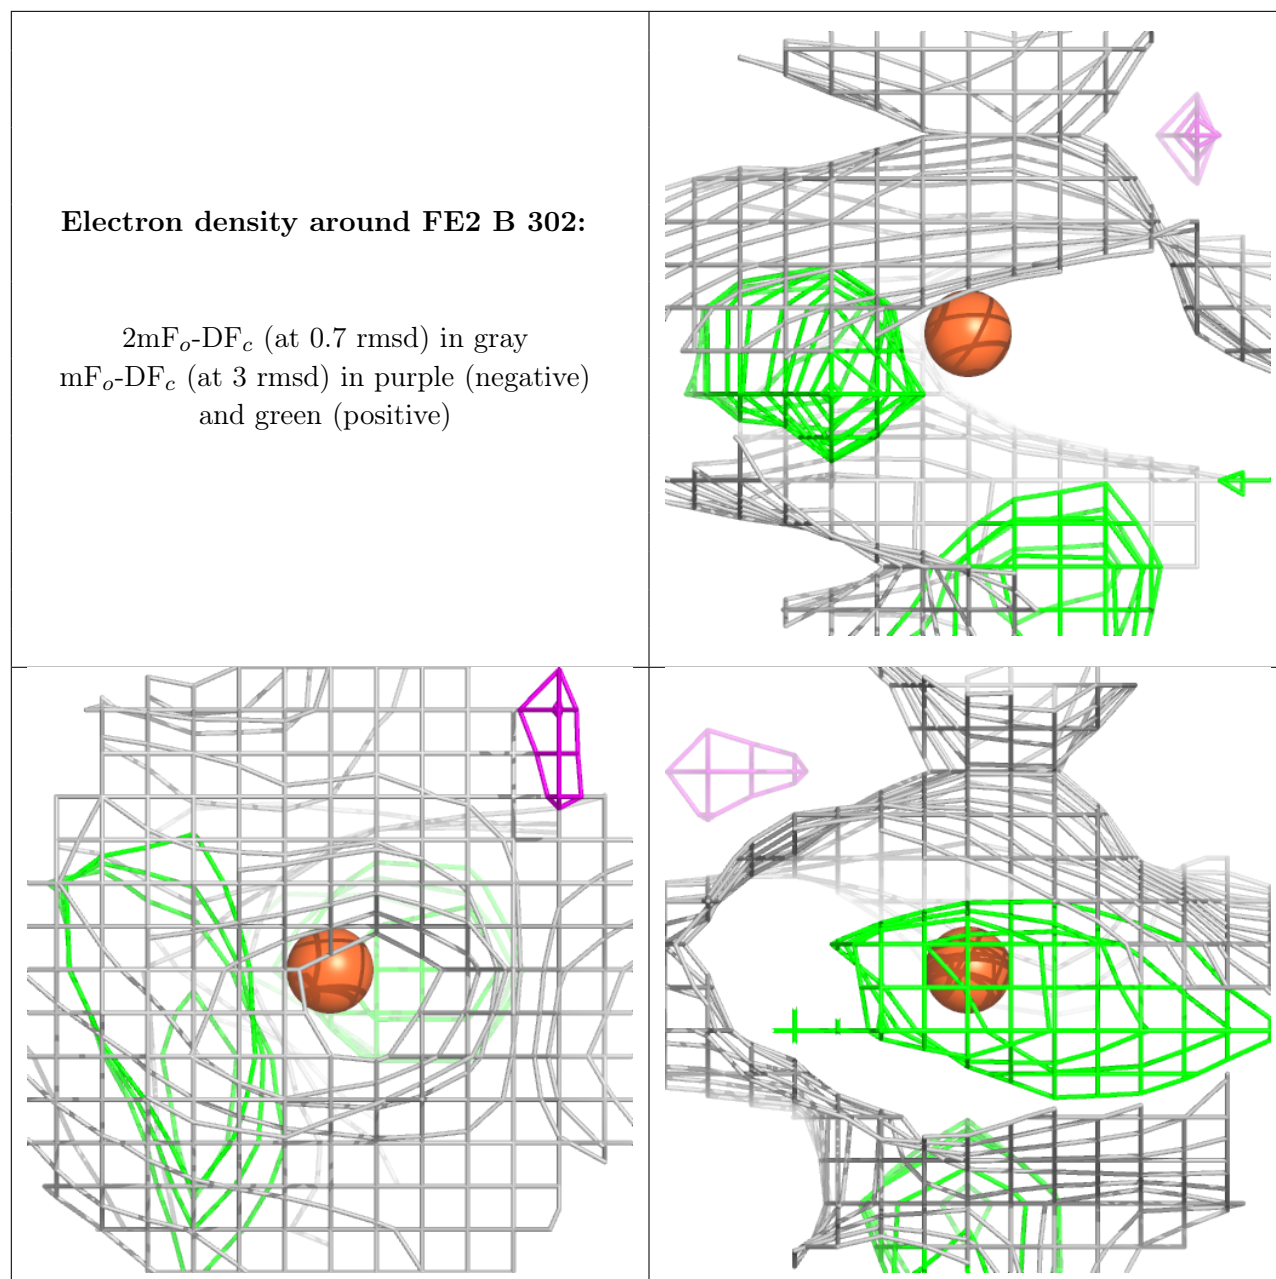 Electron density around FE2 B 302:
2mFo-DFc (at 0.7 rmsd) in gray
mFo-DFc (at 3 rmsd) in purple (negative)
and green (positive)